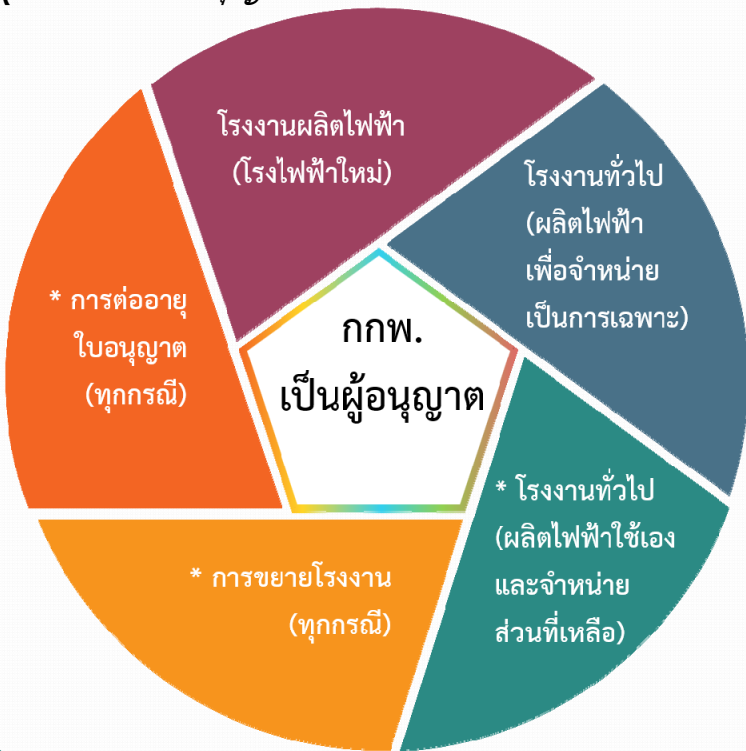 โรงงานผลิตไฟฟ้า
(โรงไฟฟ้าใหม่)
โรงงานทั่วไป
(ผลิตไฟฟ้า
เพื่อจำหน่าย
เป็นการเฉพาะ)
* โรงงานทั่วไป
(ผลิตไฟฟ้าใช้เอง
และจำหน่าย
ส่วนที่เหลือ)
* การขยายโรงงาน
(ทุกกรณี)
* การต่ออายุ
ใบอนุญาต
(ทุกกรณี)
กกพ.
เป็นผู้อนุญาต